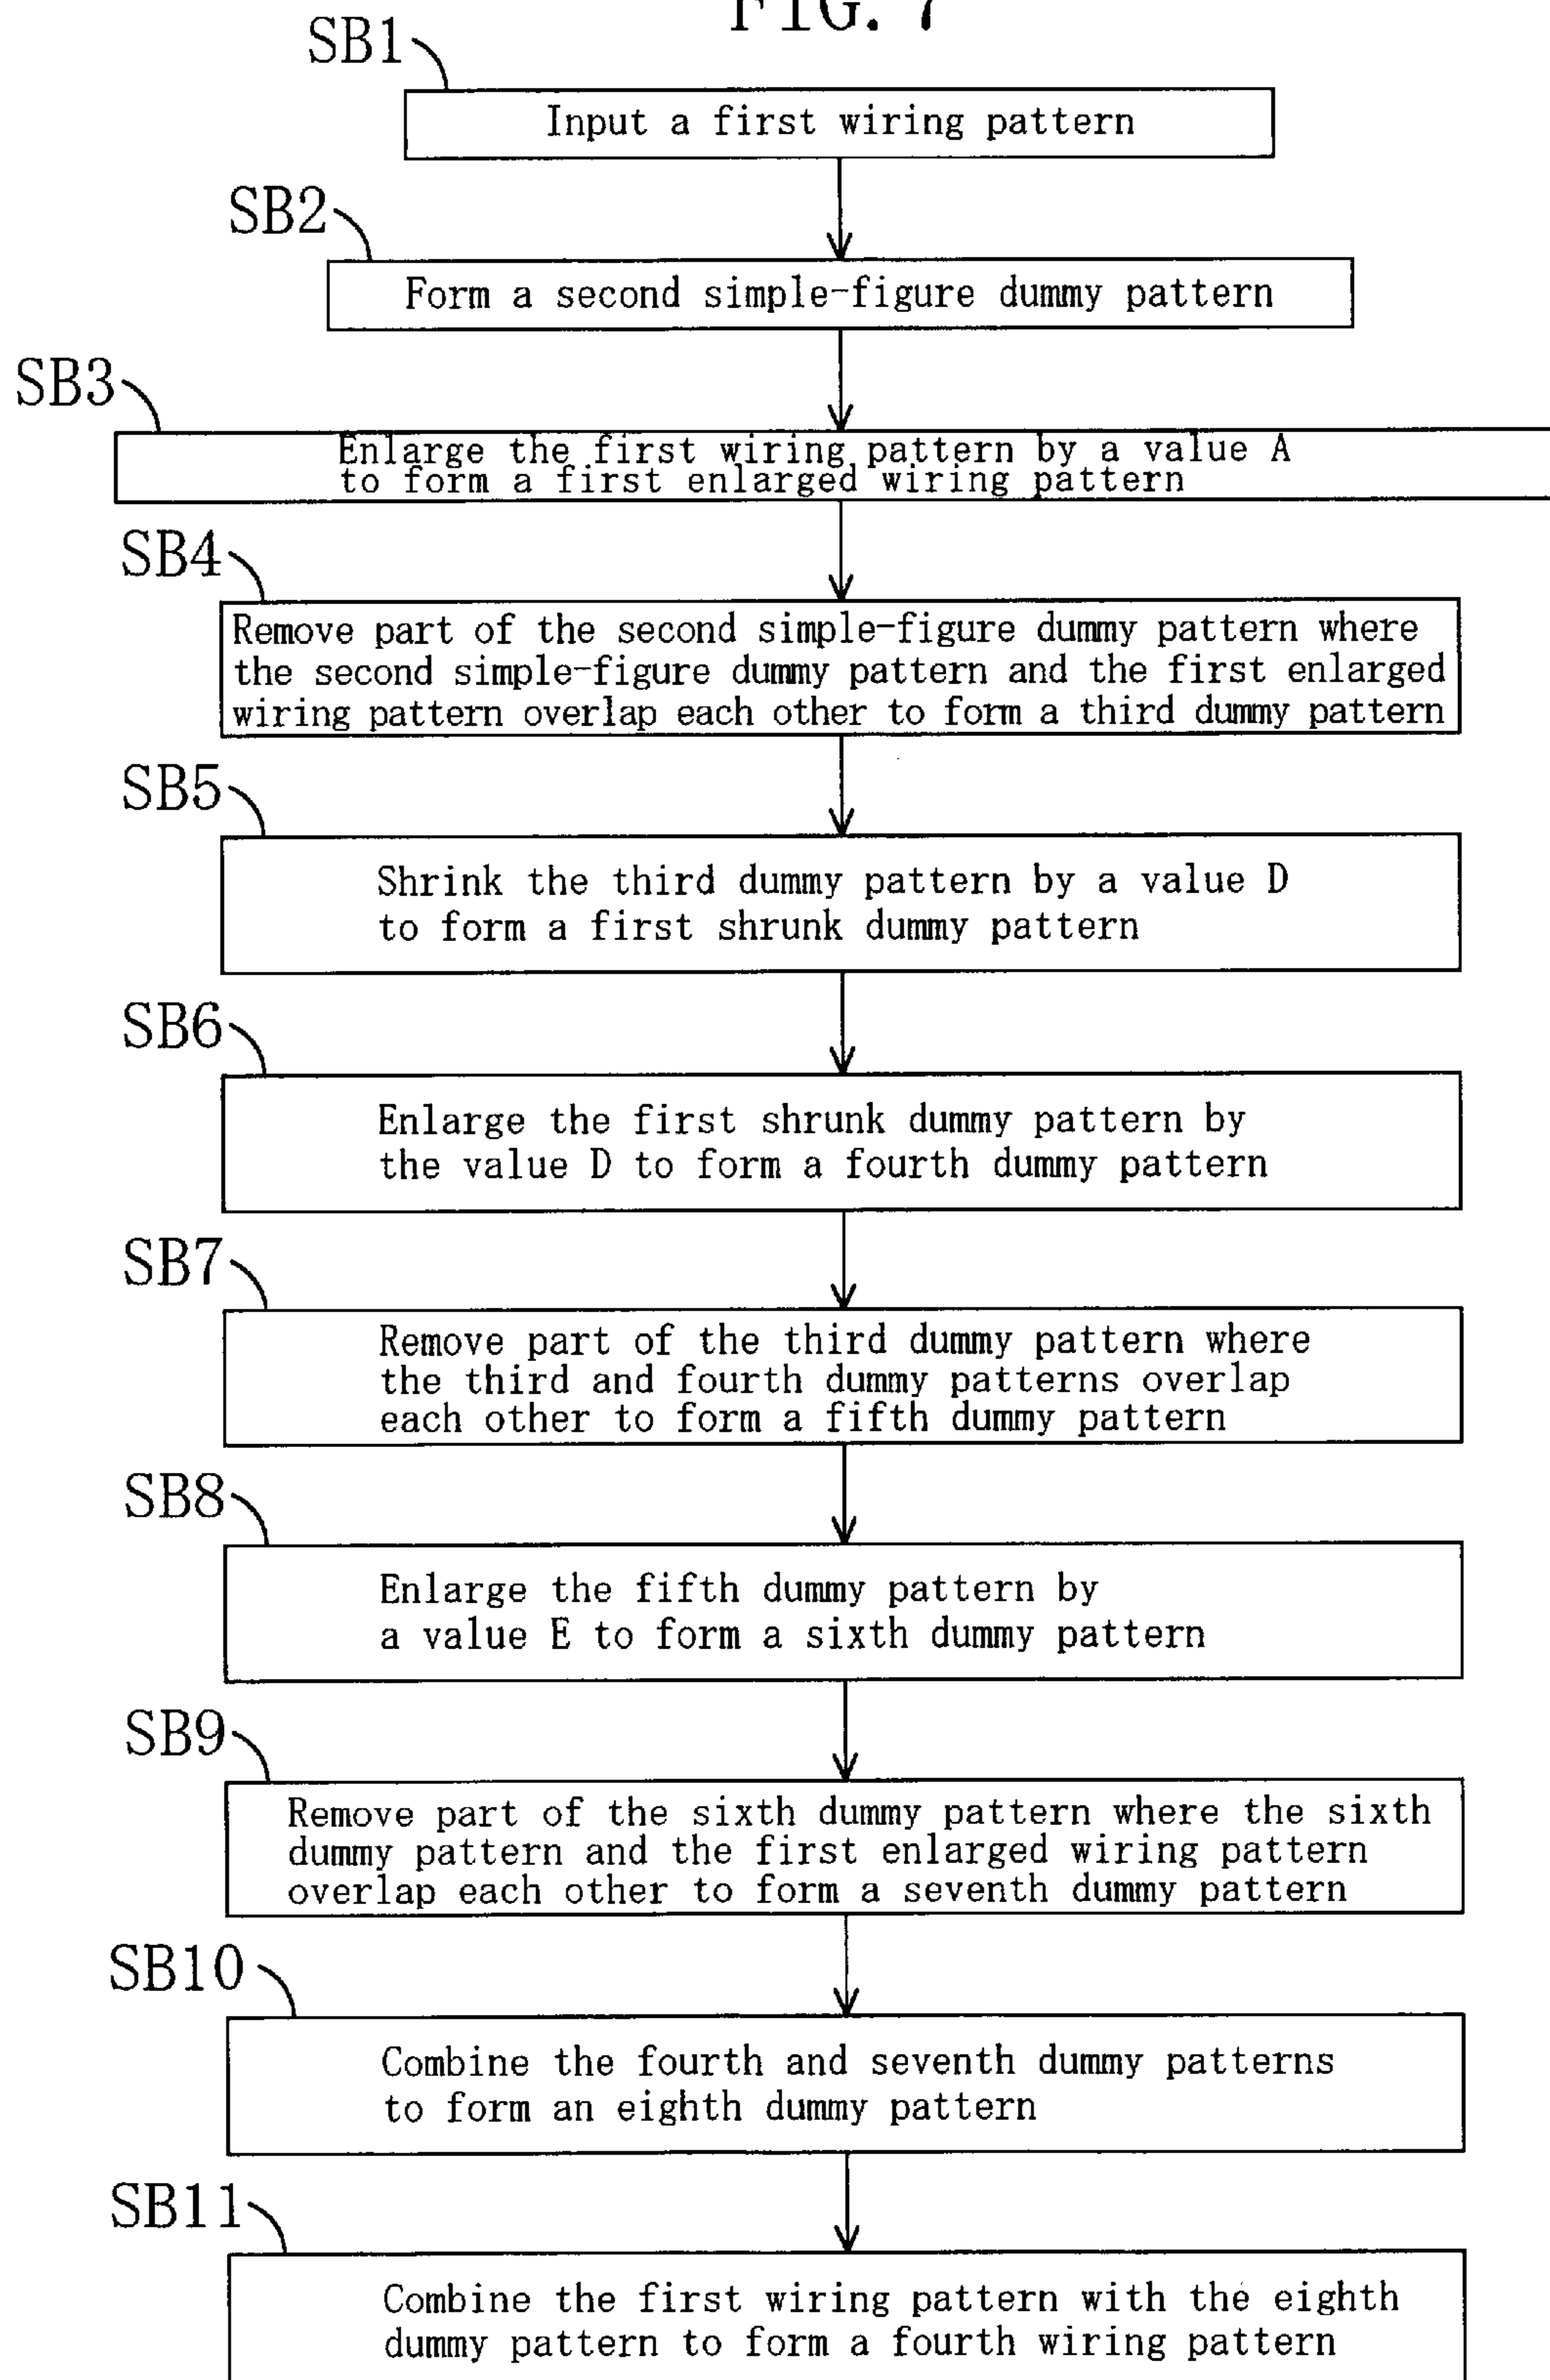 FIG. 7
SB1
Input a first wiring pattern
SB2
Form a second simple-figure dummy pattern
SB3
Enlarge the first wiring pattern by a value A
to form a first enlarged wiring pattern
SB4
Remove part of the second simple-figure dummy pattern where
the second simple-figure dummy pattern and the first enlarged
wiring pattern overlap each other to form a third dummy pattern
SB5
Shrink the third dummy pattern by a value D
to form a first shrunk dummy pattern
SB6
Enlarge the first shrunk dummy pattern by
the value D to form a fourth dummy pattern
SB7
Remove part of the third dummy pattern where
the third and fourth dummy patterns overlap
each other to form a fifth dummy pattern
SB8
Enlarge the fifth dummy pattern by
a value E to form a sixth dummy pattern
SB9
Remove part of the sixth dummy pattern where the sixth
dummy pattern and the first enlarged wiring pattern
overlap each other to form a seventh dummy pattern
SB10
Combine the fourth and seventh dummy patterns
to form an eighth dummy pattern
SB11
Combine the first wiring pattern with the eighth
dummy pattern to form a fourth wiring pattern